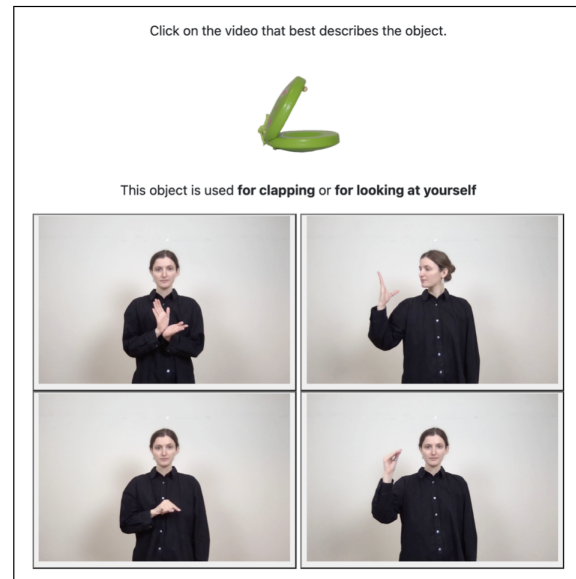 Click on the video that best describes the object.
This object is used for clapping or for looking at yourself